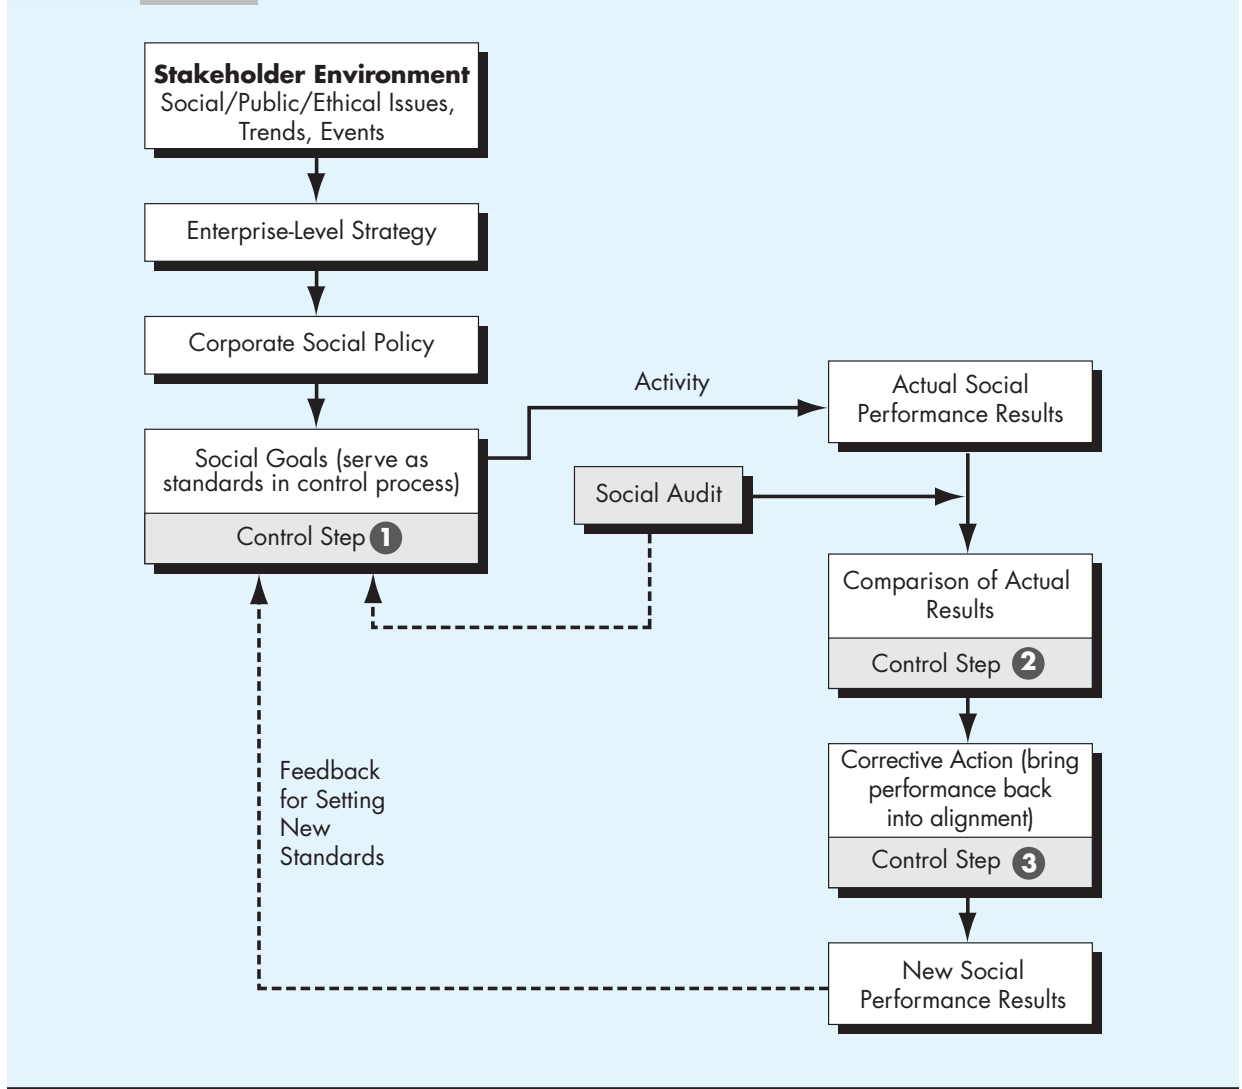 Stakeholder Environment
Social/Public/Ethical Issues,
Trends, Events
Enterprise-Level Strategy
Corporate Social Policy
Social Goals (serve as
standards in control process)
Control Step 1
Activity
Actual Social
Performance Results
Social Audit
Comparison of Actual
Results
Control Step 2
Corrective Action (bring
performance back
into alignment)
Control Step 3
New Social
Performance Results
Feedback
for Setting
New
Standards